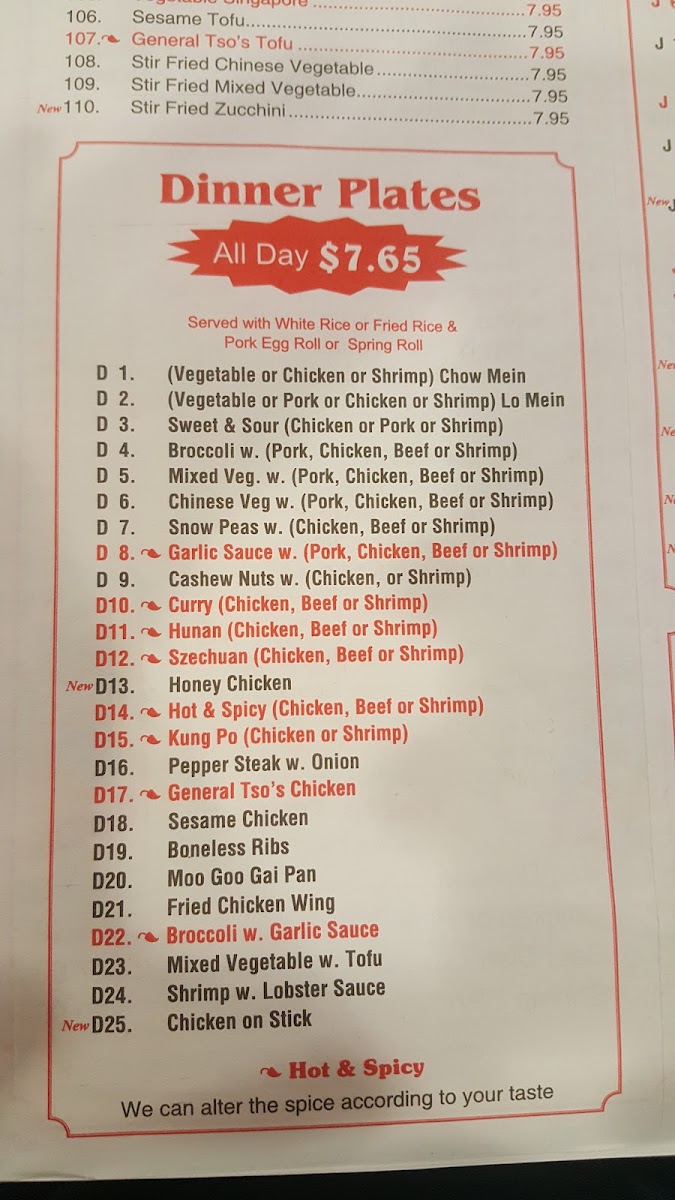 Vegetable Singapore ........ 7.95
106. Sesame Tofu........ 7.95
107. General Tso's Tofu ........ 7.95
108. Stir Fried Chinese Vegetable ........ 7.95
109. Stir Fried Mixed Vegetable........ 7.95
New 110. Stir Fried Zucchini ........ 7.95
Dinner Plates
All Day $7.65
Served with White Rice or Fried Rice &
Pork Egg Roll or Spring Roll
D 1. (Vegetable or Chicken or Shrimp) Chow Mein
D 2. (Vegetable or Pork or Chicken or Shrimp) Lo Mein
D 3. Sweet & Sour (Chicken or Pork or Shrimp)
D 4. Broccoli w. (Pork, Chicken, Beef or Shrimp)
D 5. Mixed Veg. w. (Pork, Chicken, Beef or Shrimp)
D 6. Chinese Veg w. (Pork, Chicken, Beef or Shrimp)
D 7. Snow Peas w. (Chicken, Beef or Shrimp)
D 8. Garlic Sauce w. (Pork, Chicken, Beef or Shrimp)
D 9. Cashew Nuts w. (Chicken, or Shrimp)
D10. Curry (Chicken, Beef or Shrimp)
D11. Hunan (Chicken, Beef or Shrimp)
D12. Szechuan (Chicken, Beef or Shrimp)
New D13. Honey Chicken
D14. Hot & Spicy (Chicken, Beef or Shrimp)
D15. Kung Po (Chicken or Shrimp)
D16. Pepper Steak w. Onion
D17. General Tso's Chicken
D18. Sesame Chicken
D19. Boneless Ribs
D20. Moo Goo Gai Pan
D21. Fried Chicken Wing
D22. Broccoli w. Garlic Sauce
D23. Mixed Vegetable w. Tofu
D24. Shrimp w. Lobster Sauce
New D25. Chicken on Stick
Hot & Spicy
We can alter the spice according to your taste
J
J
J
New J